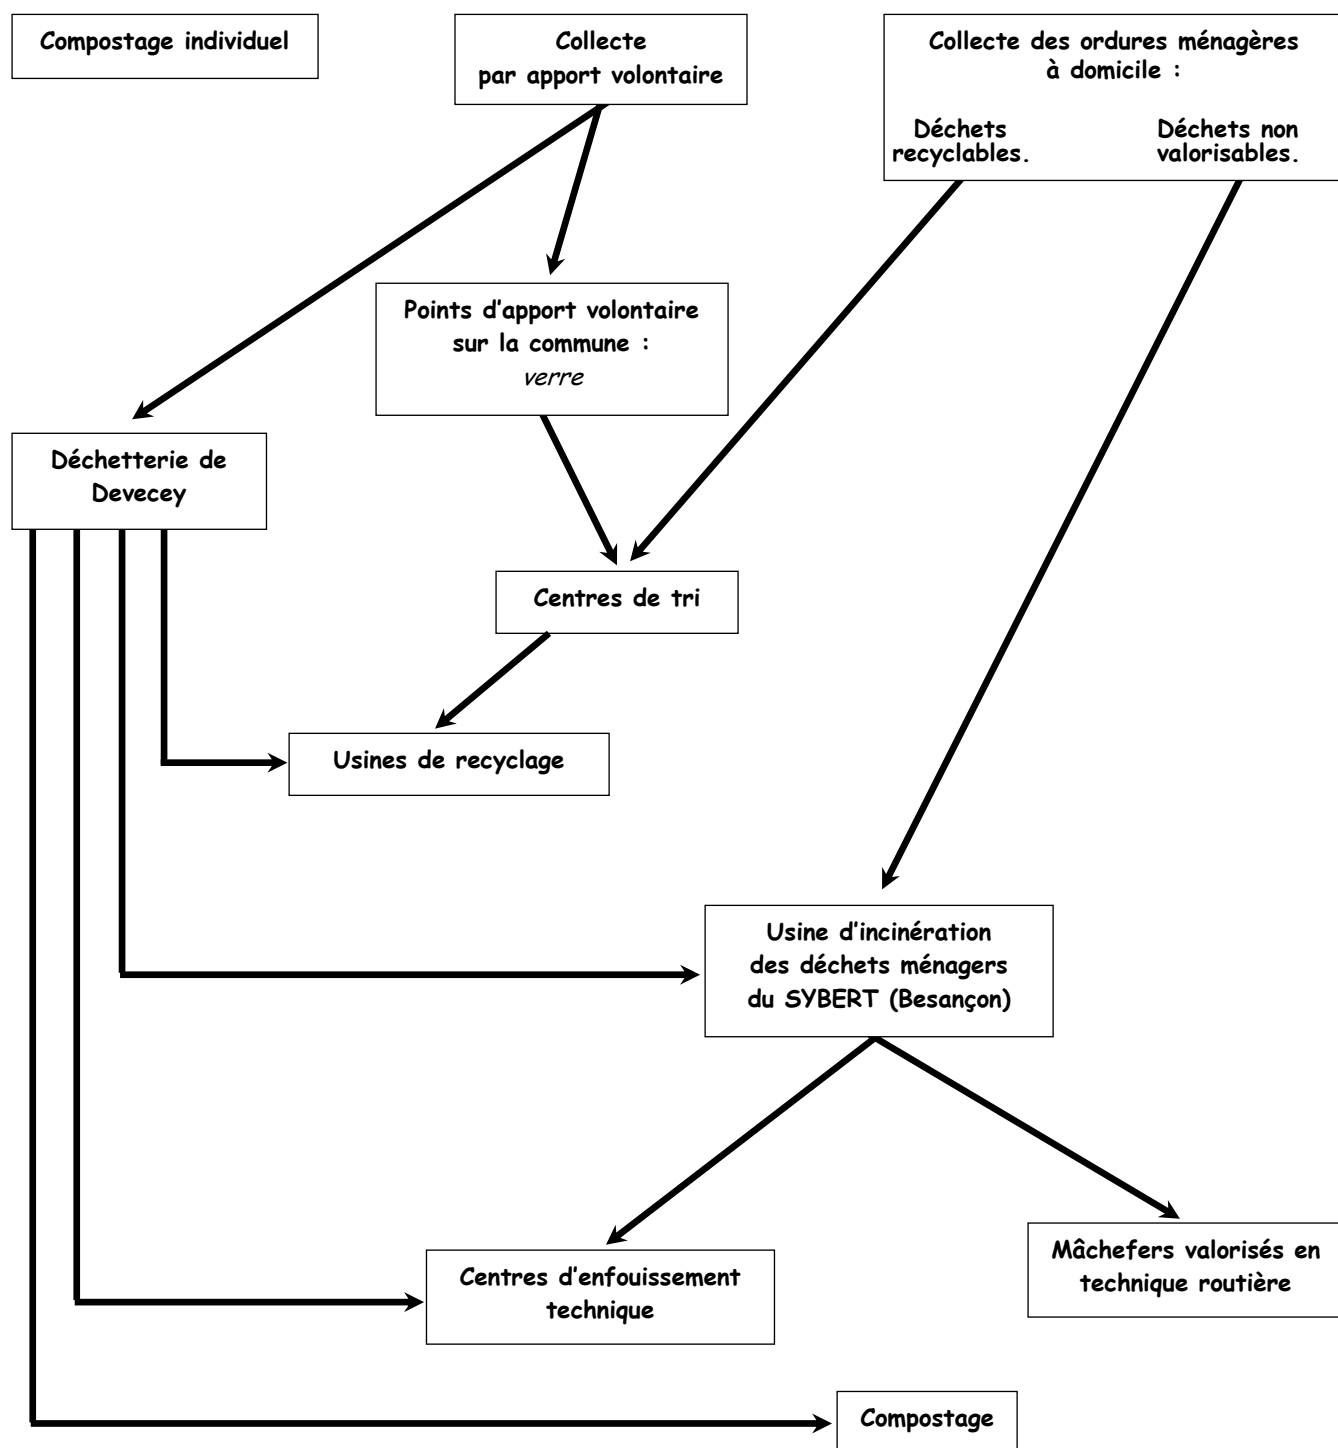 Compostage individuel
Collecte
par apport volontaire
Collecte des ordures ménagères
à domicile :
Déchets
recyclables.
Déchets non
valorisables.
Points d'apport volontaire
sur la commune :
verre
Déchetterie de
Devecey
Centres de tri
Usines de recyclage
Usine d'incinération
des déchets ménagers
du SYBERT (Besançon)
Mâchefers valorisés en
technique routière
Centres d'enfouissement
technique
Compostage